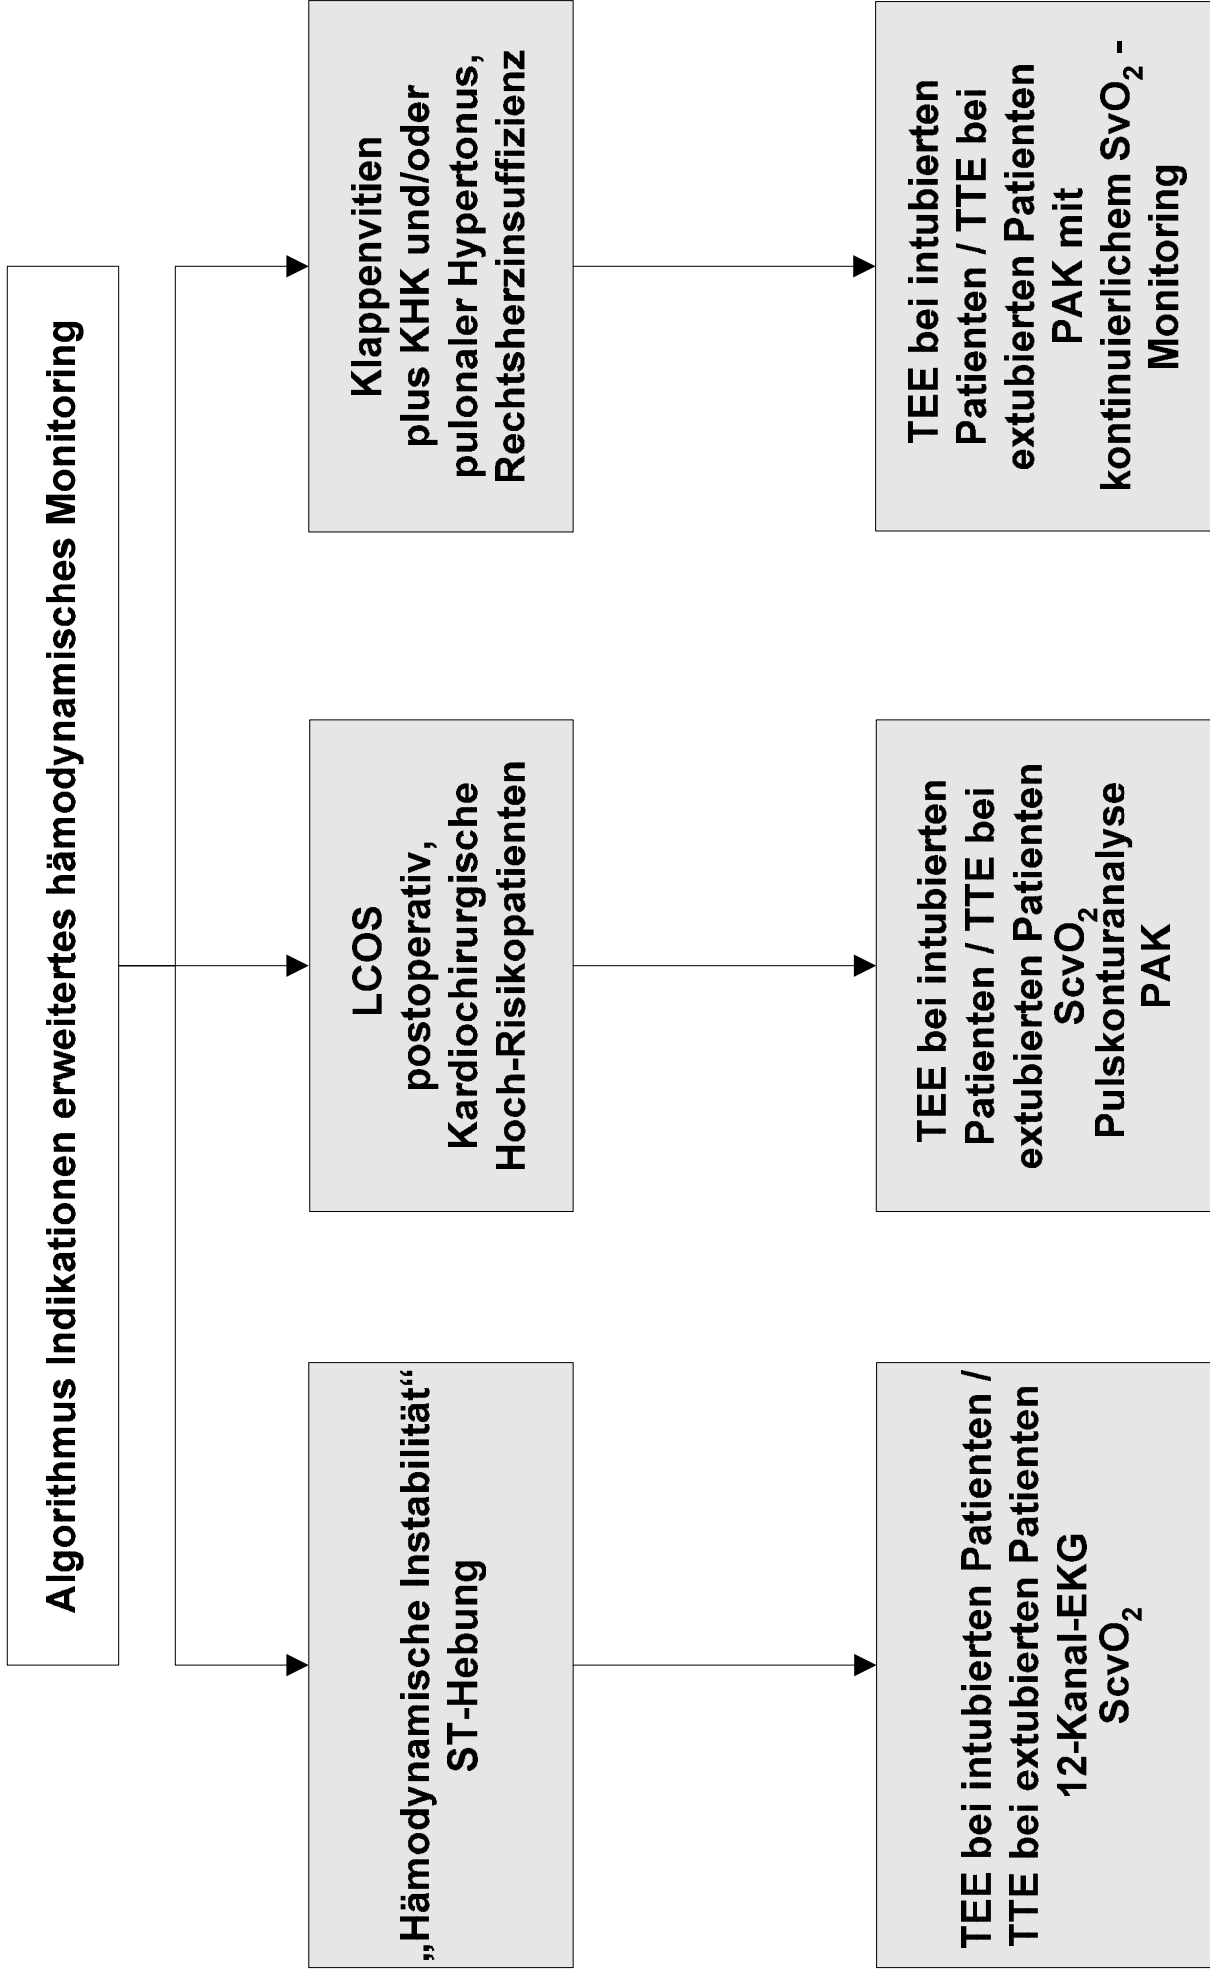 Algorithmus Indikationen erweitertes hämodynamisches Monitoring
„Hämodynamische Instabilität“
ST-Hebung
LCOS
postoperativ,
Kardiochirurgische
Hoch-Risikopatienten
Klappenvitien
plus KHK und/oder
pulonaler Hypertonus,
Rechtsherzinsuffizienz
TEE bei intubierten Patienten /
TTE bei extubierten Patienten
12-Kanal-EKG
ScvO₂
TEE bei intubierten
Patienten / TTE bei
extubierten Patienten
ScvO₂
Pulskonturanalyse
PAK
TEE bei intubierten
Patienten / TTE bei
extubierten Patienten
PAK mit
kontinuierlichem SvO₂ -
Monitoring